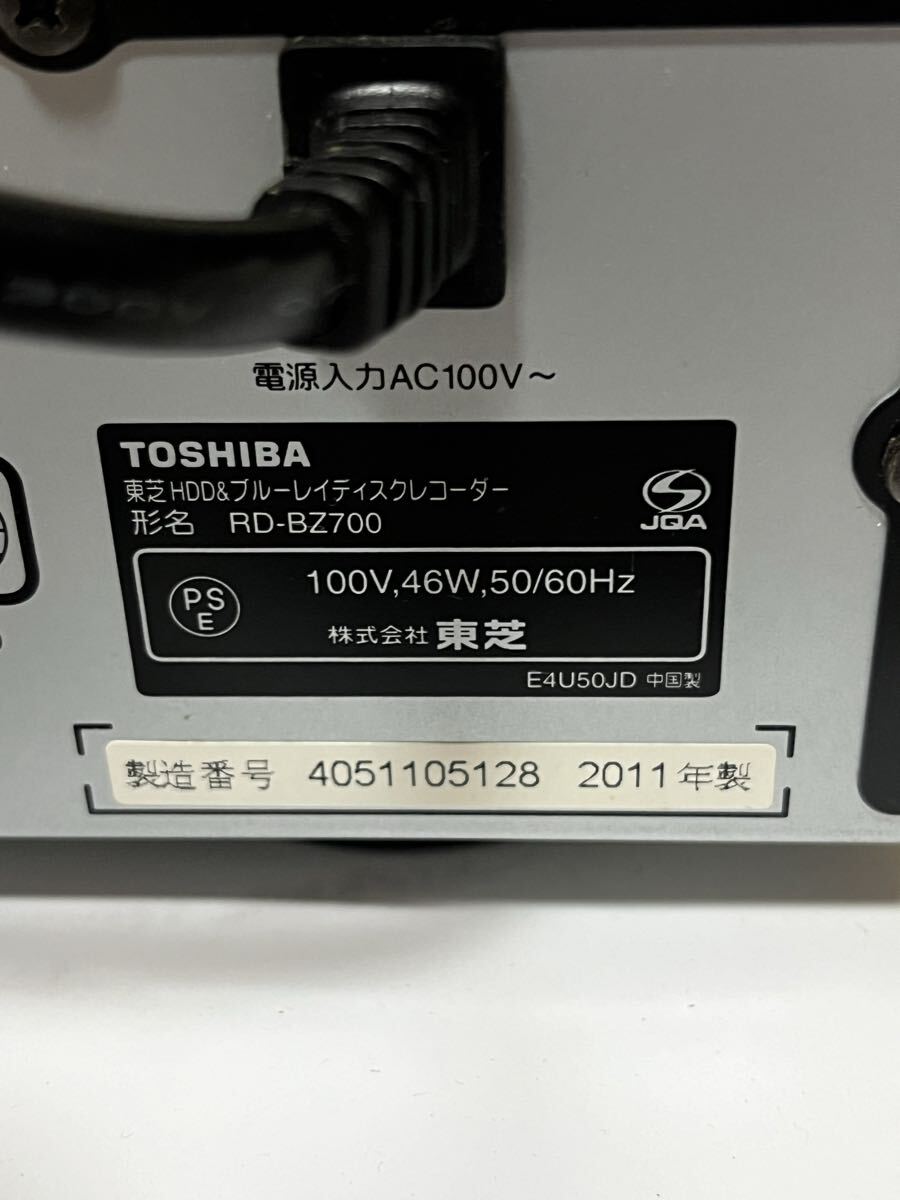 電源入力AC100V～
TOSHIBA
東芝HDD&ブルーレイディスクレコーダー
形名 RD-BZ700
JQA
PS
E
100V,46W,50/60Hz
株式会社 東芝
E4U50JD 中国製
製造番号 4051105128 2011年製